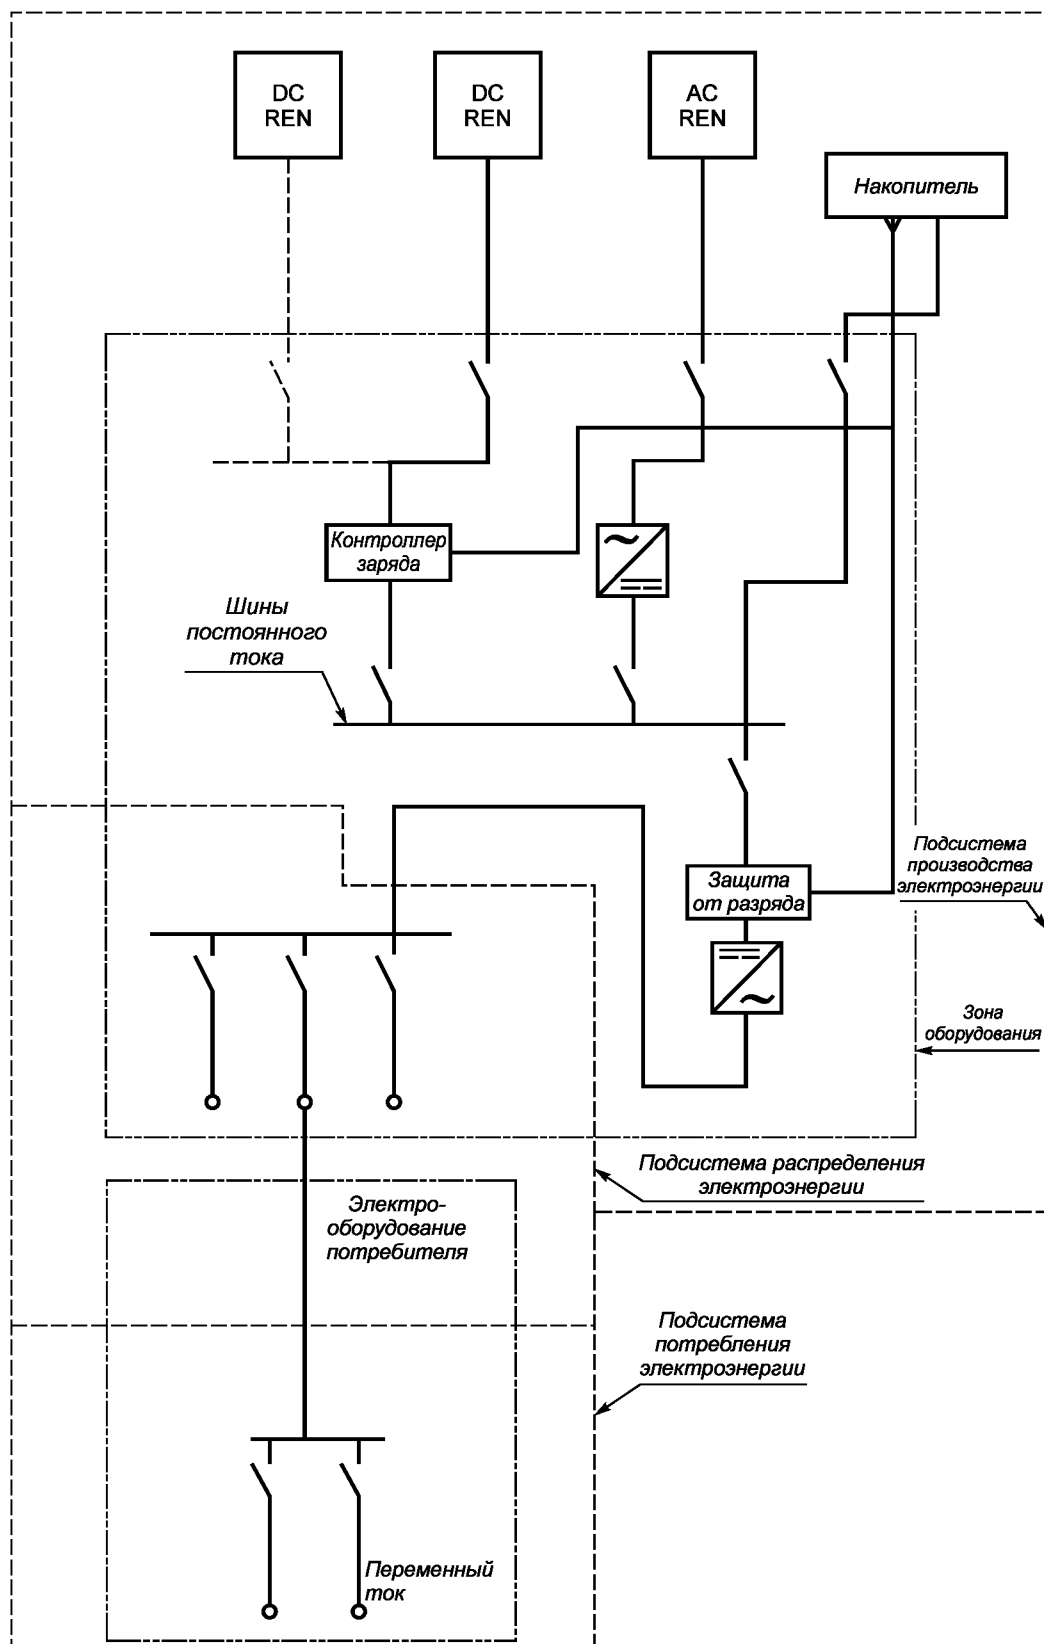 DC
REN
DC
REN
AC
REN
Накопитель
Контроллер
заряда
Шины
постоянного
тока
Защита
от разряда
Подсистема
производства
электроэнергии
Зона
оборудования
Подсистема распределения
электроэнергии
Электро-
оборудование
потребителя
Подсистема
потребления
электроэнергии
Переменный
ток